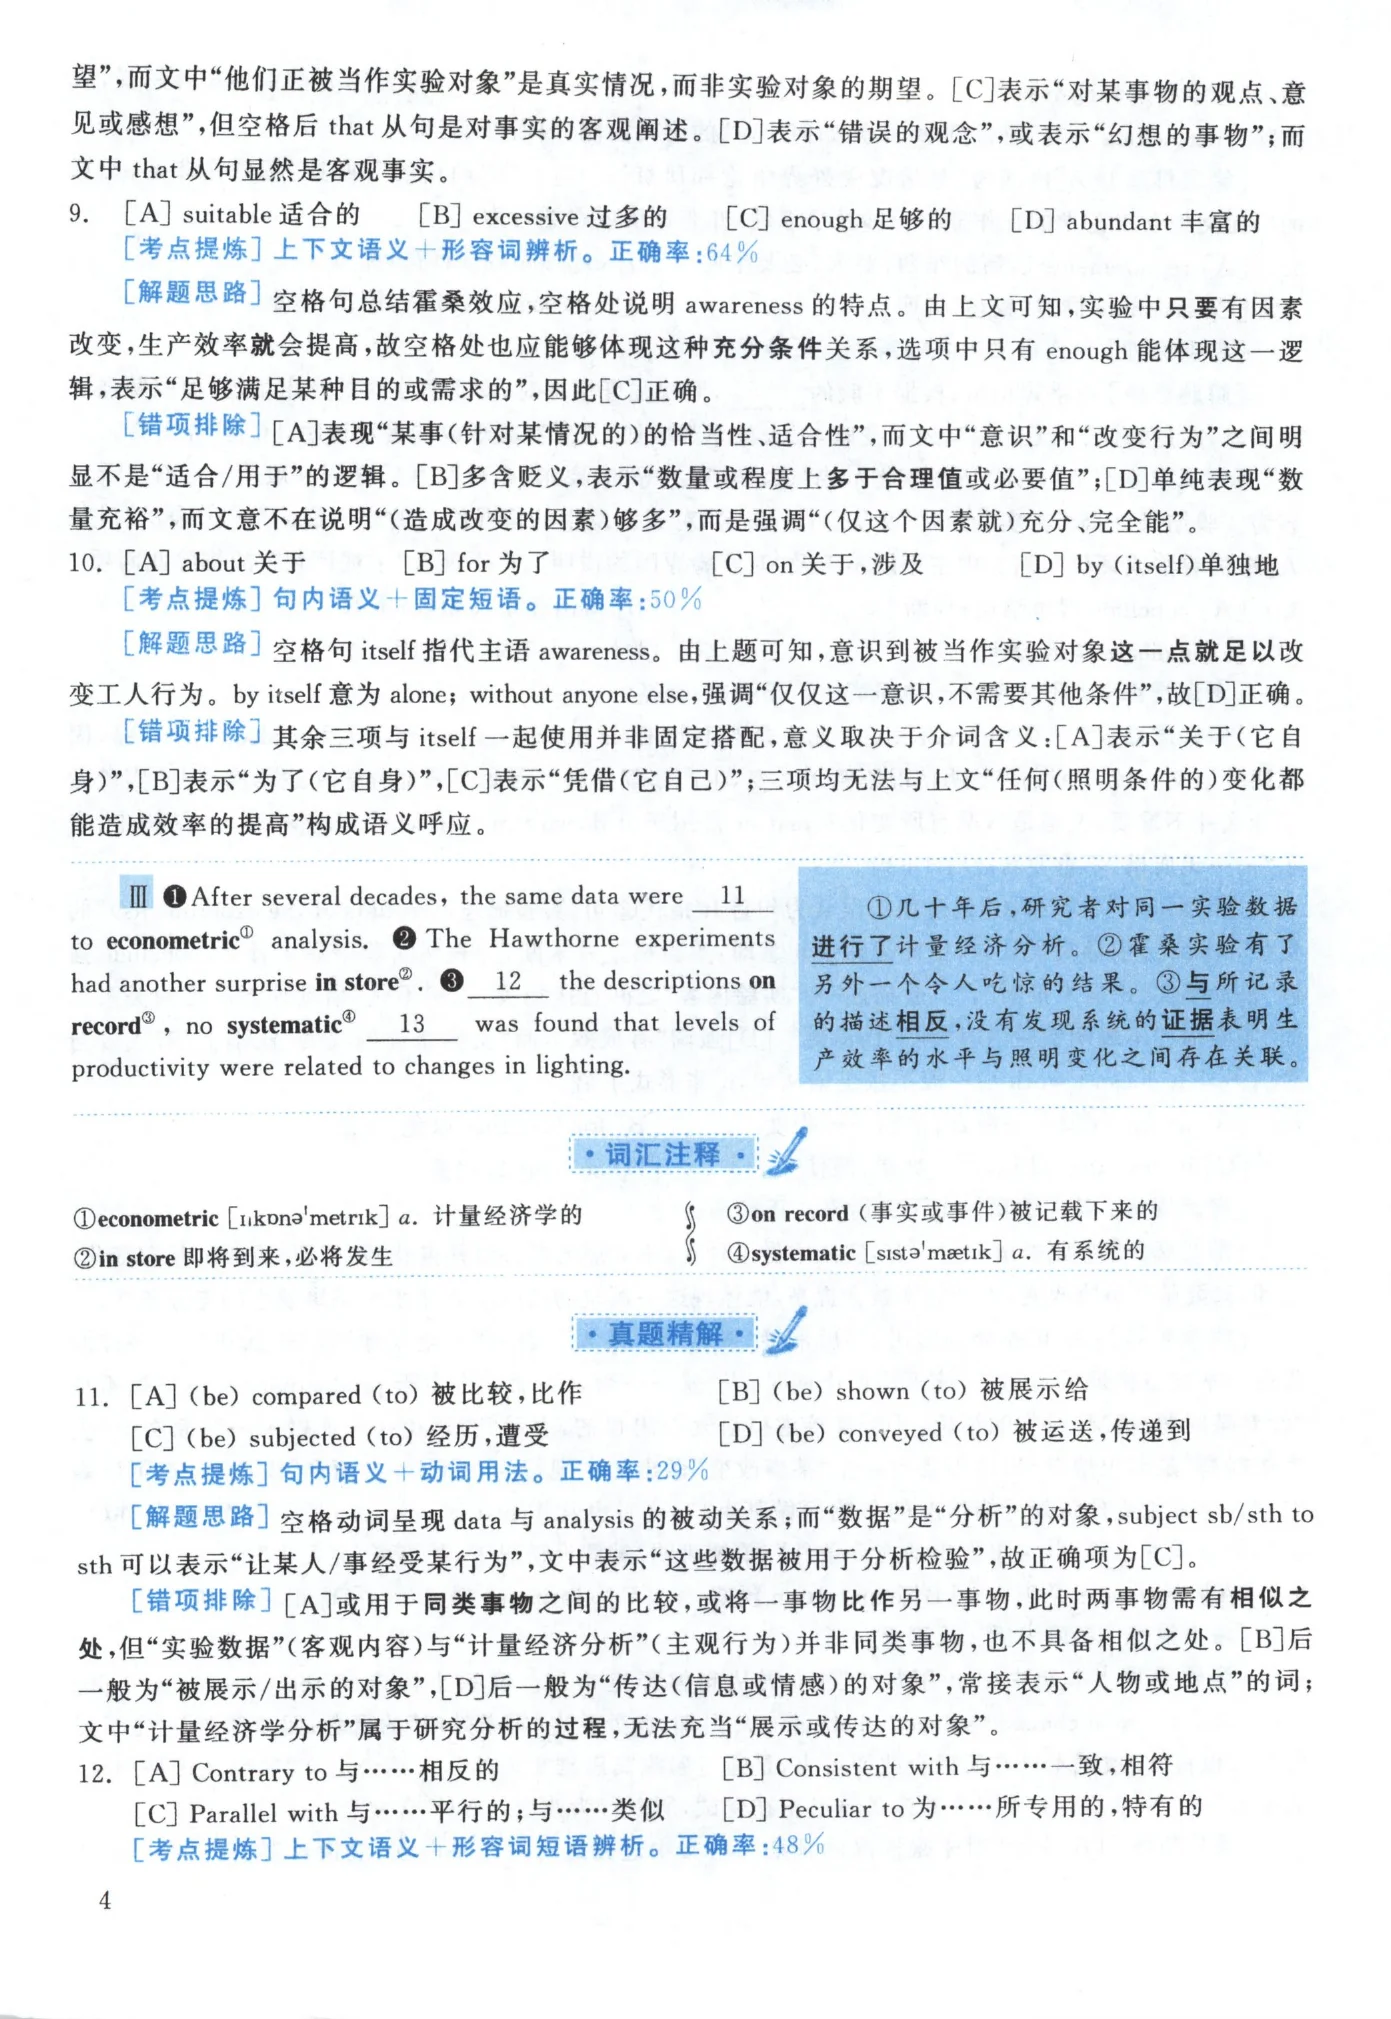 望”,而文中“他们正被当作实验对象”是真实情况,而非实验对象的期望。[C]表示“对某事物的观点、意
见或感想”,但空格后 that 从句是对事实的客观阐述。[D]表示“错误的观念”,或表示“幻想的事物”;而
文中 that 从句显然是客观事实。
9. [A] suitable 适合的 [B] excessive 过多的 [C] enough 足够的 [D] abundant 丰富的
[考点提炼] 上下文语义＋形容词辨析。正确率:64%
[解题思路] 空格句总结霍桑效应,空格处说明 awareness 的特点。由上文可知,实验中只要有因素
改变,生产效率就会提高,故空格处也应能够体现这种充分条件关系,选项中只有 enough 能体现这一逻
辑,表示“足够满足某种目的或需求的”,因此[C]正确。
[错项排除] [A]表现“某事(针对某情况的)的恰当性、适合性”,而文中“意识”和“改变行为”之间明
显不是“适合/用于”的逻辑。[B]多含贬义,表示“数量或程度上多于合理值或必要值”;[D]单纯表现“数
量充裕”,而文意不在说明“(造成改变的因素)够多”,而是强调“(仅这个因素就)充分、完全能”。
10. [A] about 关于 [B] for 为了 [C] on 关于,涉及 [D] by (itself)单独地
[考点提炼] 句内语义＋固定短语。正确率:50%
[解题思路] 空格句 itself 指代主语 awareness。由上题可知,意识到被当作实验对象这一点就足以改
变工人行为。by itself 意为 alone; without anyone else,强调“仅仅这一意识,不需要其他条件”,故[D]正确。
[错项排除] 其余三项与 itself 一起使用并非固定搭配,意义取决于介词含义:[A]表示“关于(它自
身)”,[B]表示“为了(它自身)”,[C]表示“凭借(它自己)”;三项均无法与上文“任何(照明条件的)变化都
能造成效率的提高”构成语义呼应。
Ⅲ ❶After several decades, the same data were 11
to econometric① analysis. ❷ The Hawthorne experiments
had another surprise in store②. ❸ 12 the descriptions on
record③, no systematic④ 13 was found that levels of
productivity were related to changes in lighting.
①几十年后,研究者对同一实验数据
进行了计量经济分析。②霍桑实验有了
另外一个令人吃惊的结果。③与所记录
的描述相反,没有发现系统的证据表明生
产效率的水平与照明变化之间存在关联。
·词汇注释·
①econometric [ɪˌkɒnəˈmetrɪk] a. 计量经济学的
②in store 即将到来,必将发生
③on record (事实或事件)被记载下来的
④systematic [sɪstəˈmætɪk] a. 有系统的
·真题精解·
11. [A] (be) compared (to) 被比较,比作 [B] (be) shown (to) 被展示给
[C] (be) subjected (to) 经历,遭受 [D] (be) conveyed (to) 被运送,传递到
[考点提炼] 句内语义＋动词用法。正确率:29%
[解题思路] 空格动词呈现 data 与 analysis 的被动关系;而“数据”是“分析”的对象,subject sb/sth to
sth 可以表示“让某人/事经受某行为”,文中表示“这些数据被用于分析检验”,故正确项为[C]。
[错项排除] [A]或用于同类事物之间的比较,或将一事物比作另一事物,此时两事物需有相似之
处,但“实验数据”(客观内容)与“计量经济分析”(主观行为)并非同类事物,也不具备相似之处。[B]后
一般为“被展示/出示的对象”,[D]后一般为“传达(信息或情感)的对象”,常接表示“人物或地点”的词;
文中“计量经济学分析”属于研究分析的过程,无法充当“展示或传达的对象”。
12. [A] Contrary to 与……相反的 [B] Consistent with 与……一致,相符
[C] Parallel with 与……平行的;与……类似 [D] Peculiar to 为……所专用的,特有的
[考点提炼] 上下文语义＋形容词短语辨析。正确率:48%
4